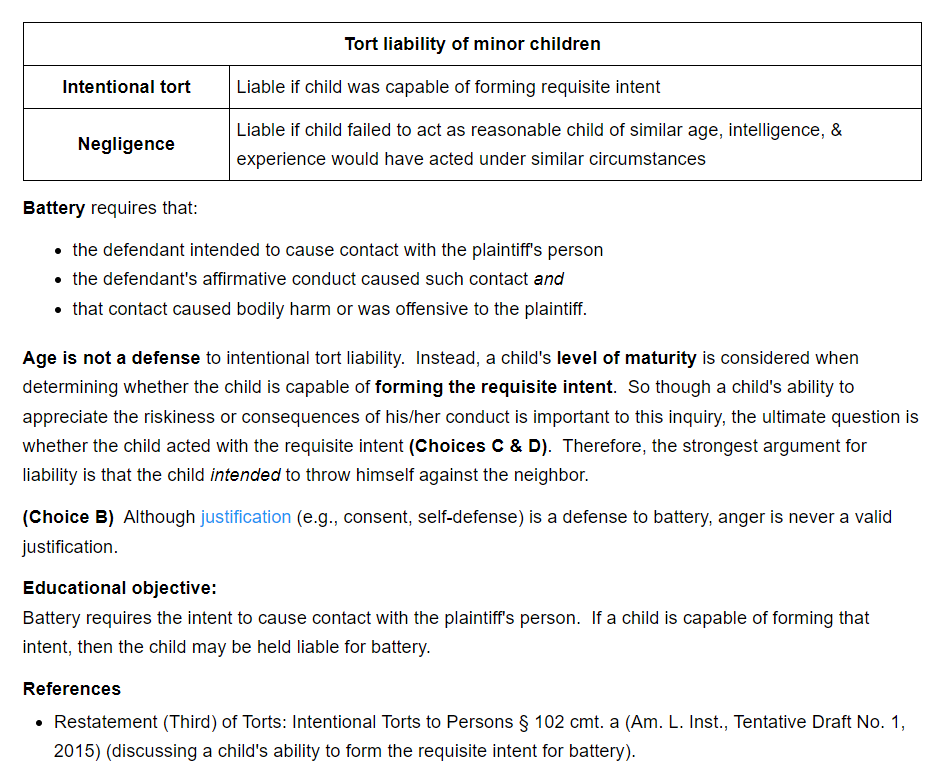 Tort liability of minor children
Intentional tort
Liable if child was capable of forming requisite intent
Negligence
Liable if child failed to act as reasonable child of similar age, intelligence, &
experience would have acted under similar circumstances
Battery requires that:
• the defendant intended to cause contact with the plaintiff's person
• the defendant's affirmative conduct caused such contact and
• that contact caused bodily harm or was offensive to the plaintiff.
Age is not a defense to intentional tort liability.  Instead, a child's level of maturity is considered when
determining whether the child is capable of forming the requisite intent.  So though a child's ability to
appreciate the riskiness or consequences of his/her conduct is important to this inquiry, the ultimate question is
whether the child acted with the requisite intent (Choices C & D).  Therefore, the strongest argument for
liability is that the child intended to throw himself against the neighbor.
(Choice B)  Although justification (e.g., consent, self-defense) is a defense to battery, anger is never a valid
justification.
Educational objective:
Battery requires the intent to cause contact with the plaintiff's person.  If a child is capable of forming that
intent, then the child may be held liable for battery.
References
• Restatement (Third) of Torts: Intentional Torts to Persons § 102 cmt. a (Am. L. Inst., Tentative Draft No. 1,
2015) (discussing a child's ability to form the requisite intent for battery).